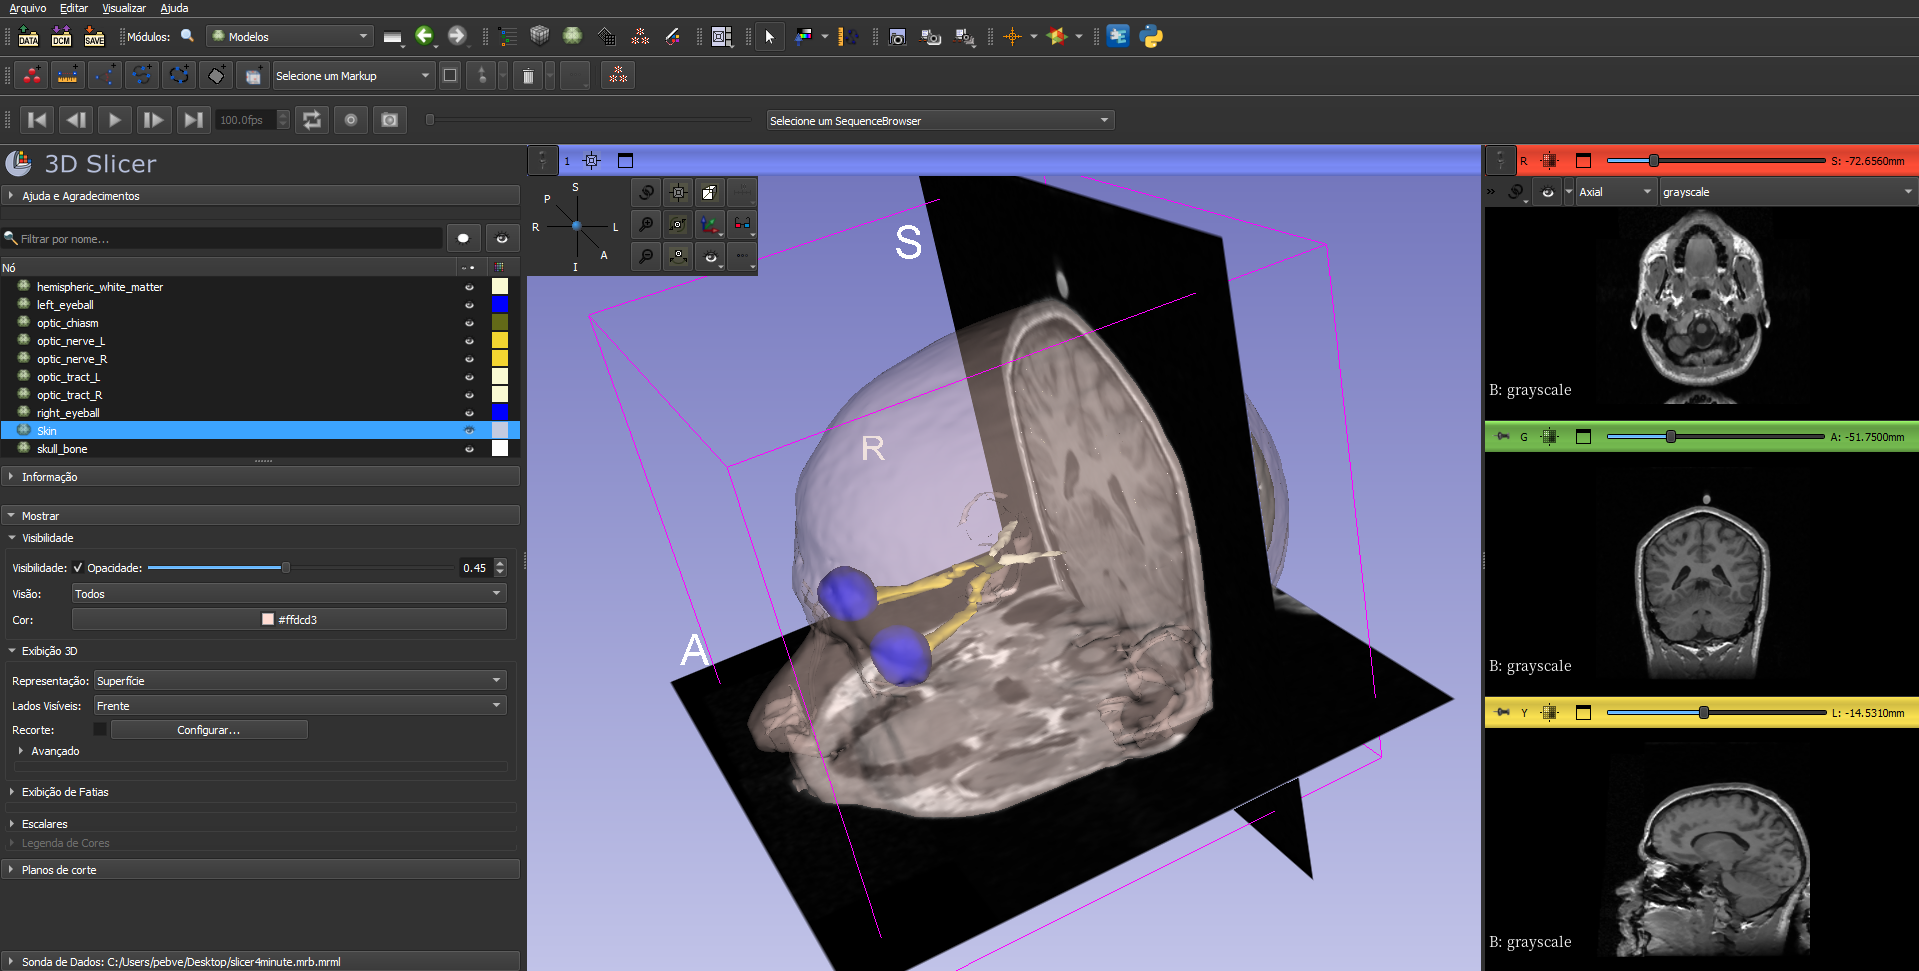 Arquivo Editar Visualizar Ajuda
DATA DCM SAVE Módulos: Modelos
Selecione um Markup
100.0fps Selecione um SequenceBrowser
3D Slicer
Ajuda e Agradecimentos
Filtrar por nome...
Nó
hemispheric_white_matter
left_eyeball
optic_chiasm
optic_nerve_L
optic_nerve_R
optic_tract_L
optic_tract_R
right_eyeball
Skin
skull_bone
Informação
Mostrar
Visibilidade
Visibilidade: Opacidade: 0.45
Visão: Todos
Cor: #ffdcd3
Exibição 3D
Representação: Superfície
Lados Visíveis: Frente
Recorte: Configurar...
Avançado
Exibição de Fatias
Escalares
Legenda de Cores
Planos de corte
Sonda de Dados: C:/Users/pebve/Desktop/slicer4minute.mrb.mrml
1
S
P
R L
A
I
S
R
A
R S: -72.6560mm
» Axial grayscale
B: grayscale
G A: -51.7500mm
B: grayscale
Y L: -14.5310mm
B: grayscale